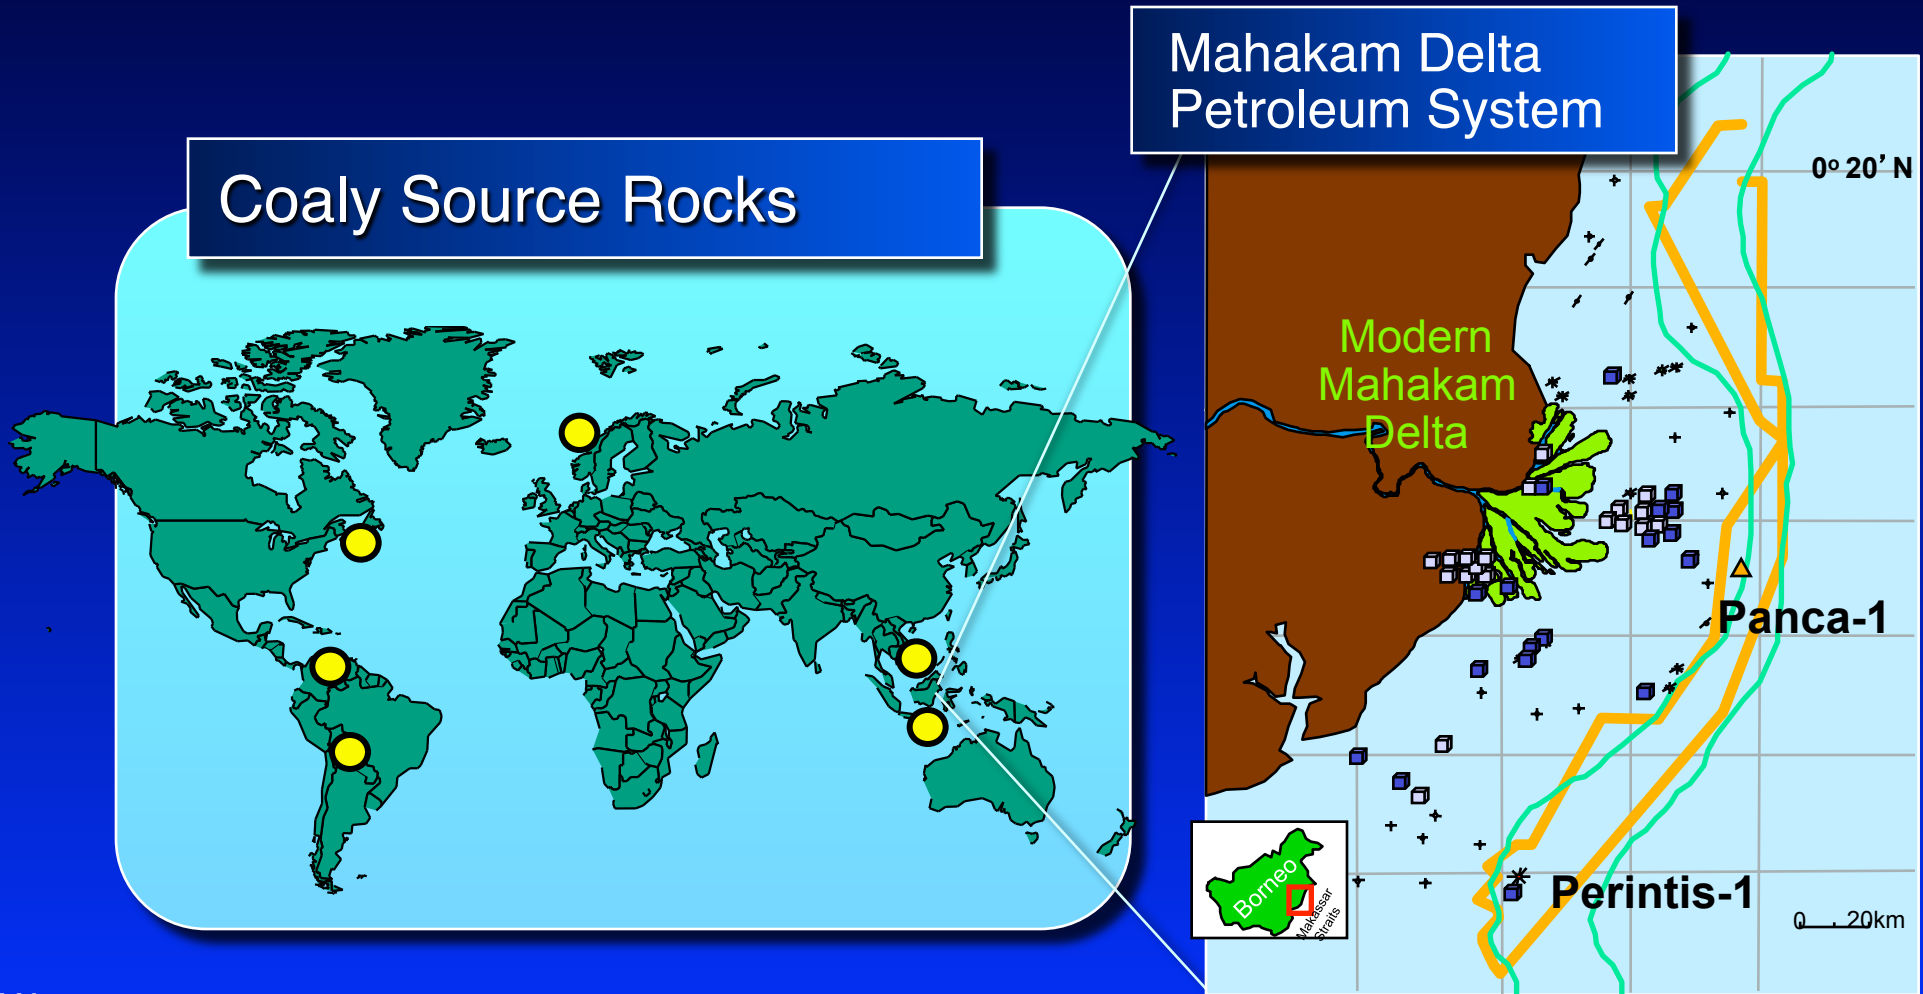 Mahakam Delta
Petroleum System
Coaly Source Rocks
0º 20’ N
Modern
Mahakam
Delta
Panca-1
Perintis-1
Borneo
Makassar
Straits
0 20km